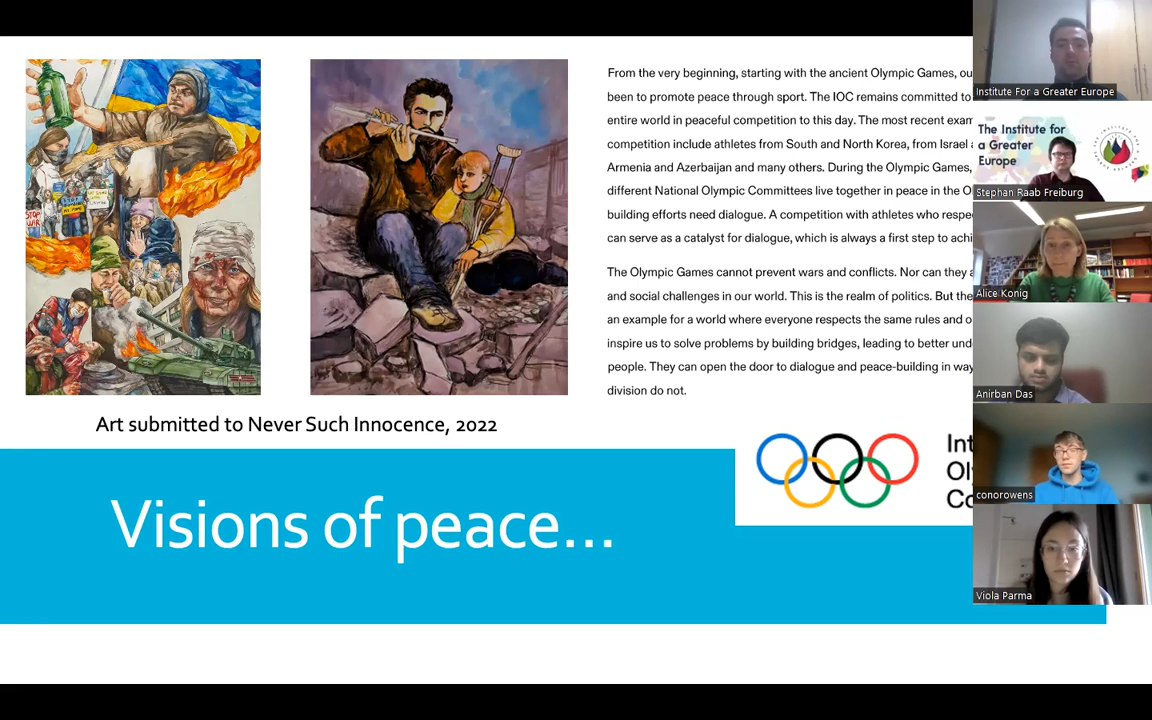 From the very beginning, starting with the ancient Olympic Games, ou
been to promote peace through sport. The IOC remains committed to
entire world in peaceful competition to this day. The most recent exam
competition include athletes from South and North Korea, from Israel
Armenia and Azerbaijan and many others. During the Olympic Games,
different National Olympic Committees live together in peace in the O
building efforts need dialogue. A competition with athletes who respe
can serve as a catalyst for dialogue, which is always a first step to achi
The Olympic Games cannot prevent wars and conflicts. Nor can they a
and social challenges in our world. This is the realm of politics. But the
an example for a world where everyone respects the same rules and o
inspire us to solve problems by building bridges, leading to better und
people. They can open the door to dialogue and peace-building in way
division do not.
STOP
WAR
Art submitted to Never Such Innocence, 2022
Int
Oly
Co
Visions of peace...
Institute For a Greater Europe
The Institute for
a Greater
Europe
Stephan Raab Freiburg
Alice Konig
Anirban Das
conorowens
Viola Parma